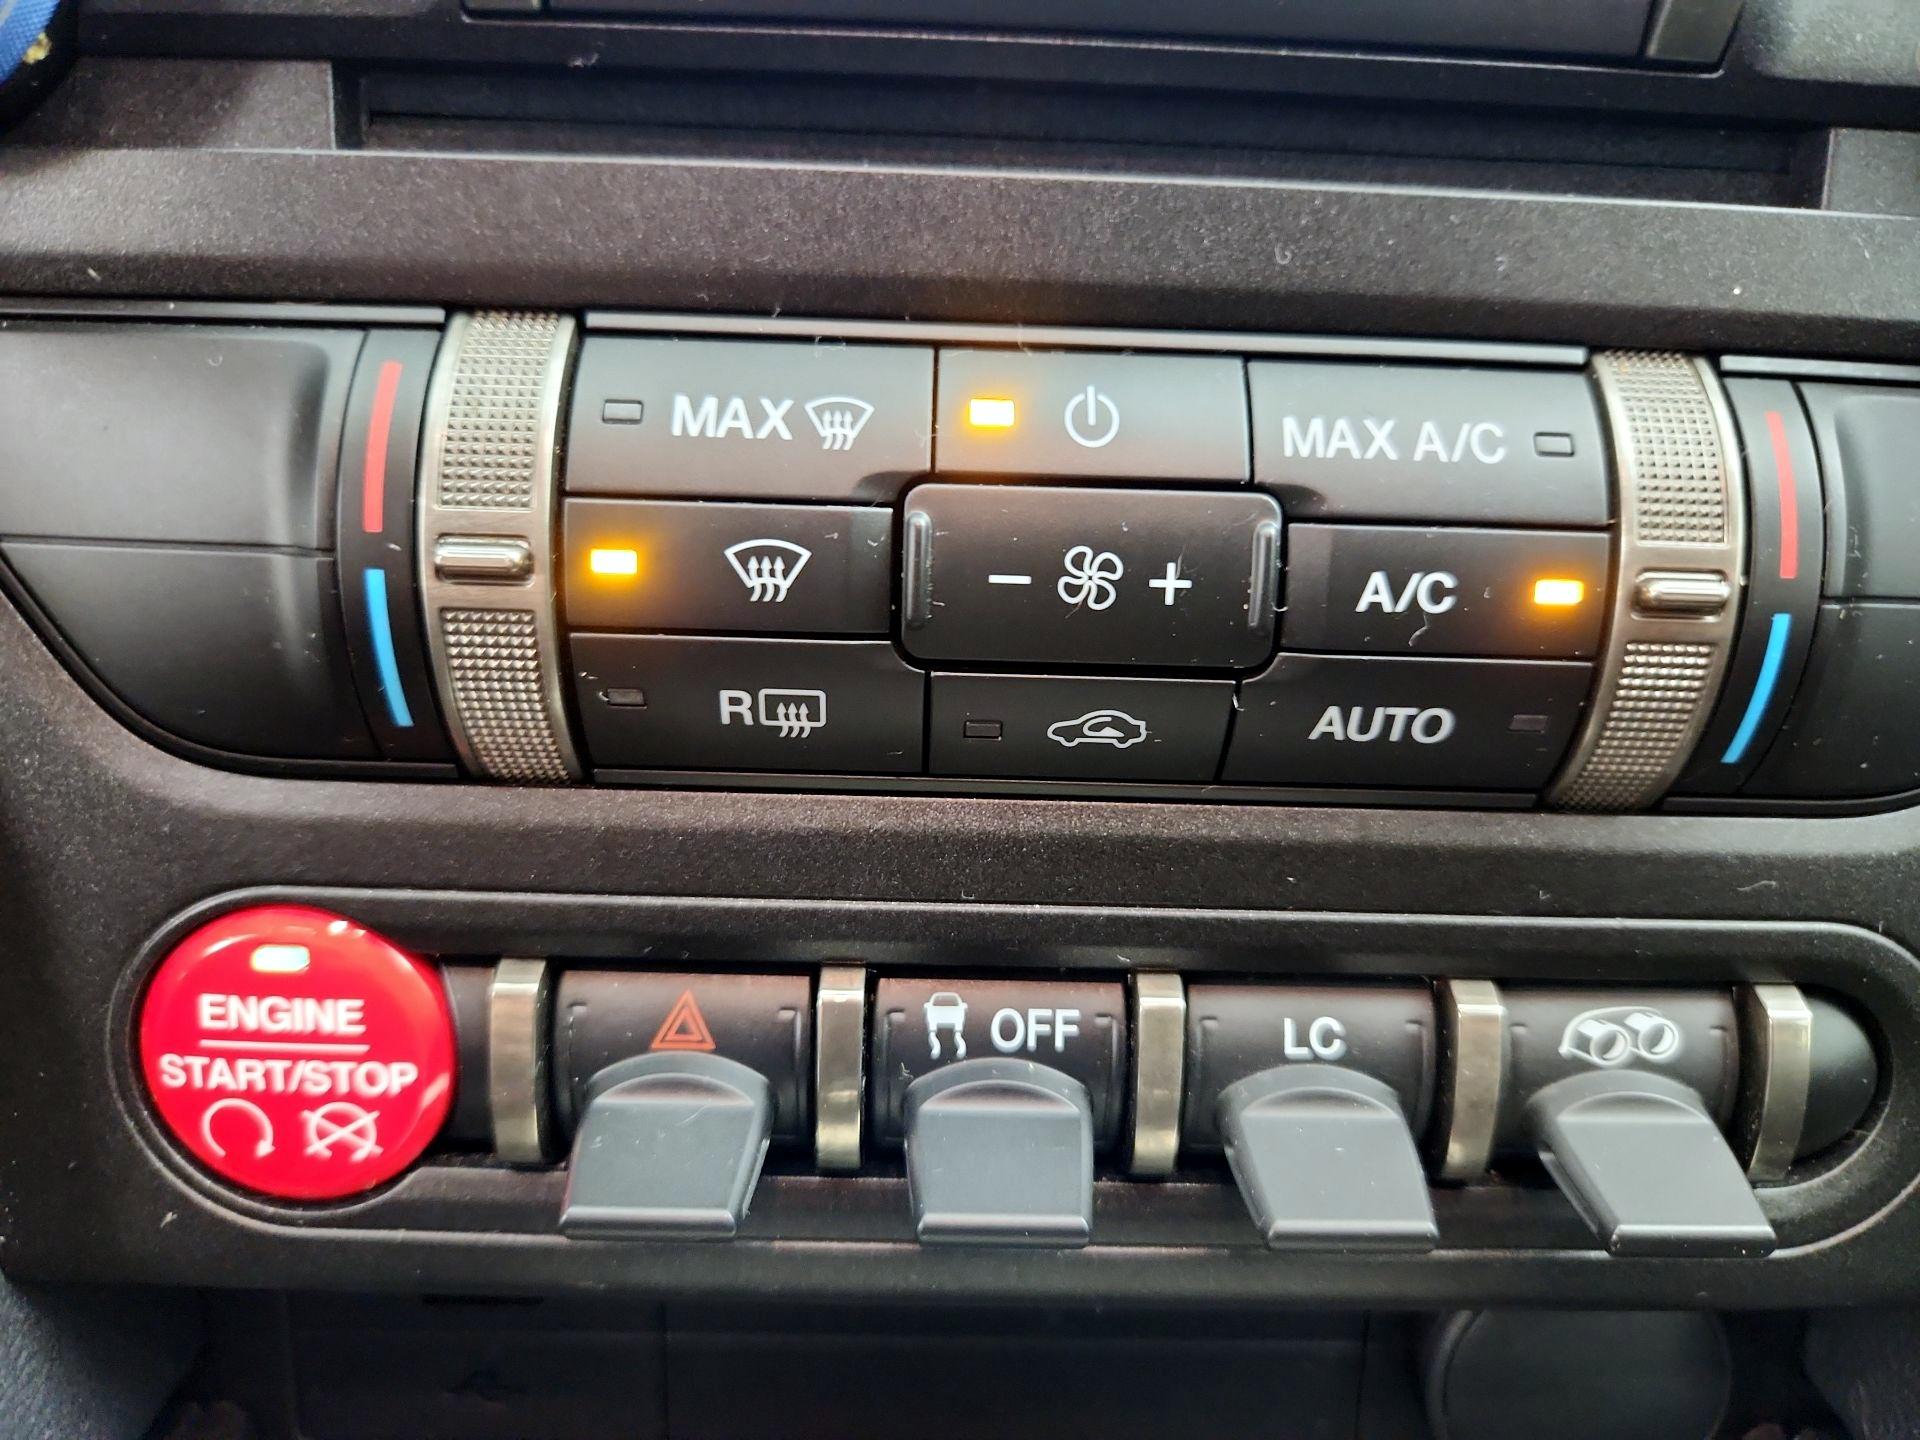 MAX
MAX A/C
- +
A/C
R
AUTO
ENGINE
START/STOP
OFF
LC